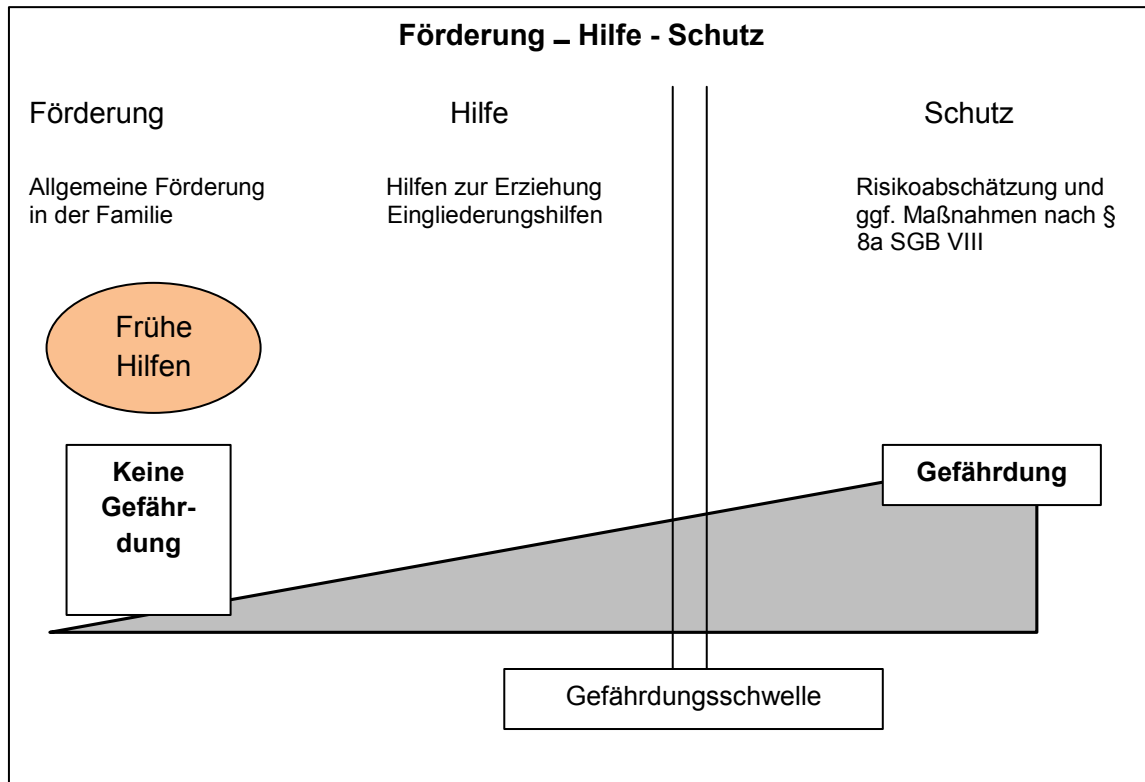 Förderung – Hilfe - Schutz
Förderung
Hilfe
Schutz
Allgemeine Förderung
in der Familie
Hilfen zur Erziehung
Eingliederungshilfen
Risikoabschätzung und
ggf. Maßnahmen nach §
8a SGB VIII
Frühe
Hilfen
Keine
Gefähr-
dung
Gefährdung
Gefährdungsschwelle